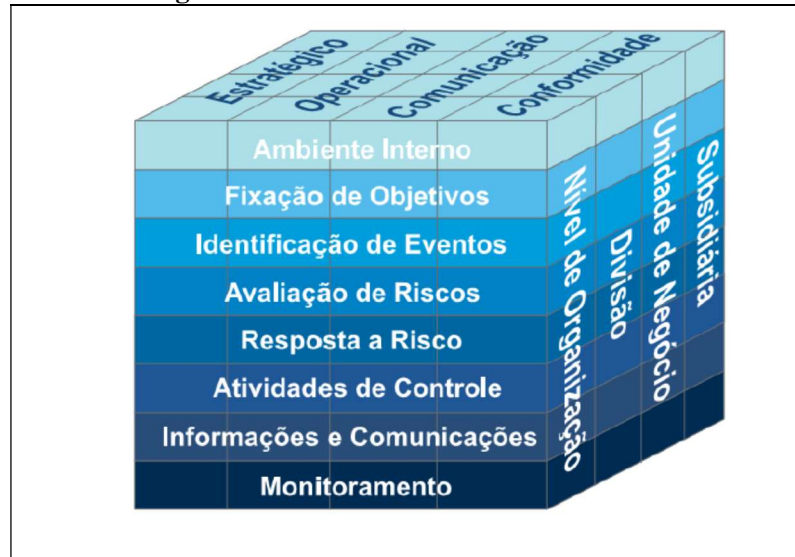 Estratégico
Operacional
Comunicação
Conformidade
Ambiente Interno
Fixação de Objetivos
Identificação de Eventos
Avaliação de Riscos
Resposta a Risco
Atividades de Controle
Informações e Comunicações
Monitoramento
Nível de Organização
Divisão
Unidade de Negócio
Subsidiária